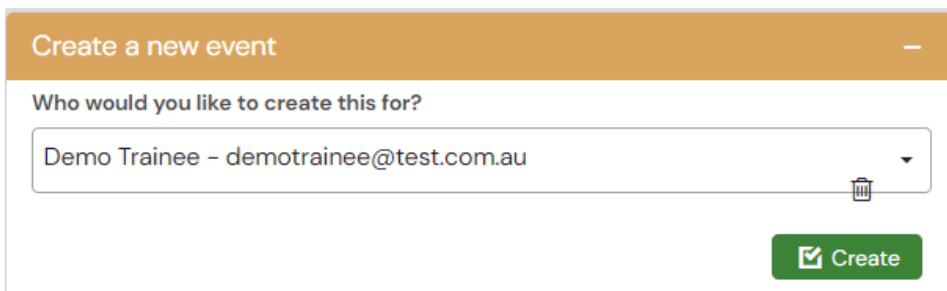 Create a new event
Who would you like to create this for?
Demo Trainee – demotrainee@test.com.au
Create